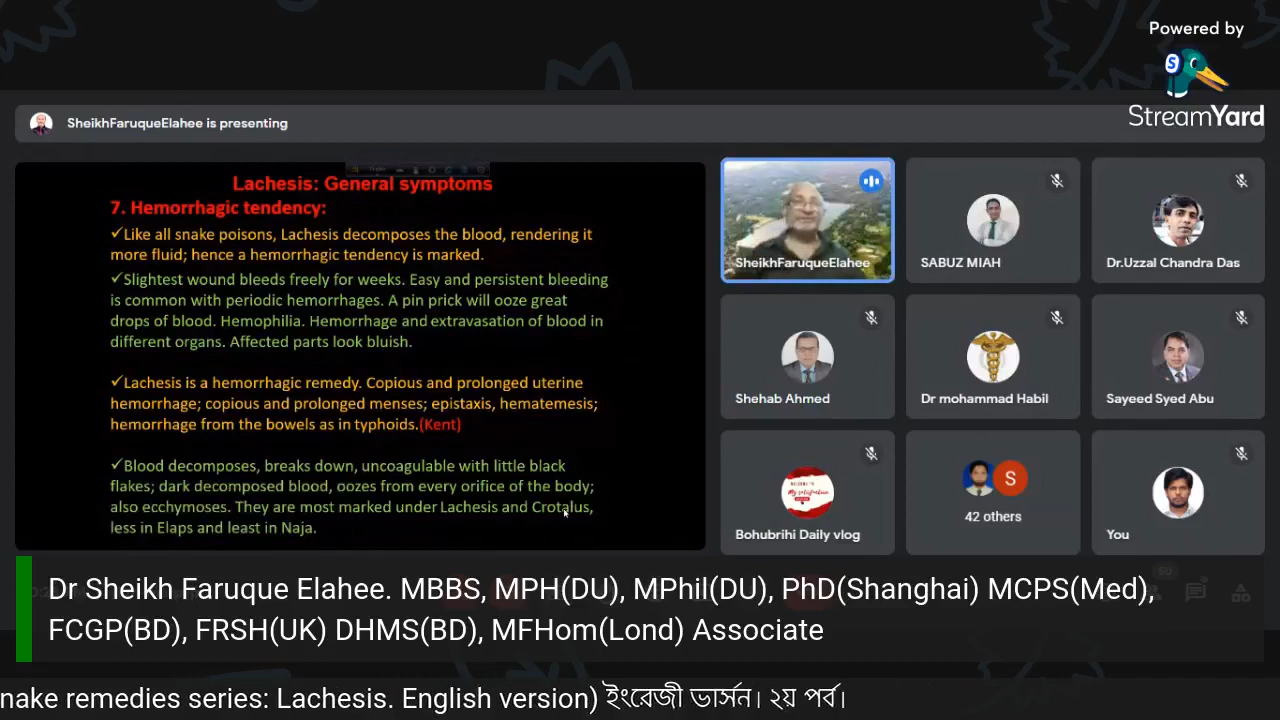 Powered by
StreamYard
SheikhFaruqueElahee is presenting
Lachesis: General symptoms
7. Hemorrhagic tendency:
✓Like all snake poisons, Lachesis decomposes the blood, rendering it
more fluid; hence a hemorrhagic tendency is marked.
✓Slightest wound bleeds freely for weeks. Easy and persistent bleeding
is common with periodic hemorrhages. A pin prick will ooze great
drops of blood. Hemophilia. Hemorrhage and extravasation of blood in
different organs. Affected parts look bluish.
✓Lachesis is a hemorrhagic remedy. Copious and prolonged uterine
hemorrhage; copious and prolonged menses; epistaxis, hematemesis;
hemorrhage from the bowels as in typhoids.(Kent)
✓Blood decomposes, breaks down, uncoagulable with little black
flakes; dark decomposed blood, oozes from every orifice of the body;
also ecchymoses. They are most marked under Lachesis and Crotalus,
less in Elaps and least in Naja.
SheikhFaruqueElahee
SABUZ MIAH
Dr.Uzzal Chandra Das
Shehab Ahmed
Dr mohammad Habil
Sayeed Syed Abu
Bohubrihi Daily vlog
S
42 others
You
Dr Sheikh Faruque Elahee. MBBS, MPH(DU), MPhil(DU), PhD(Shanghai) MCPS(Med),
FCGP(BD), FRSH(UK) DHMS(BD), MFHom(Lond) Associate
nake remedies series: Lachesis. English version) ইংরেজী ভার্সন। ২য় পর্ব।